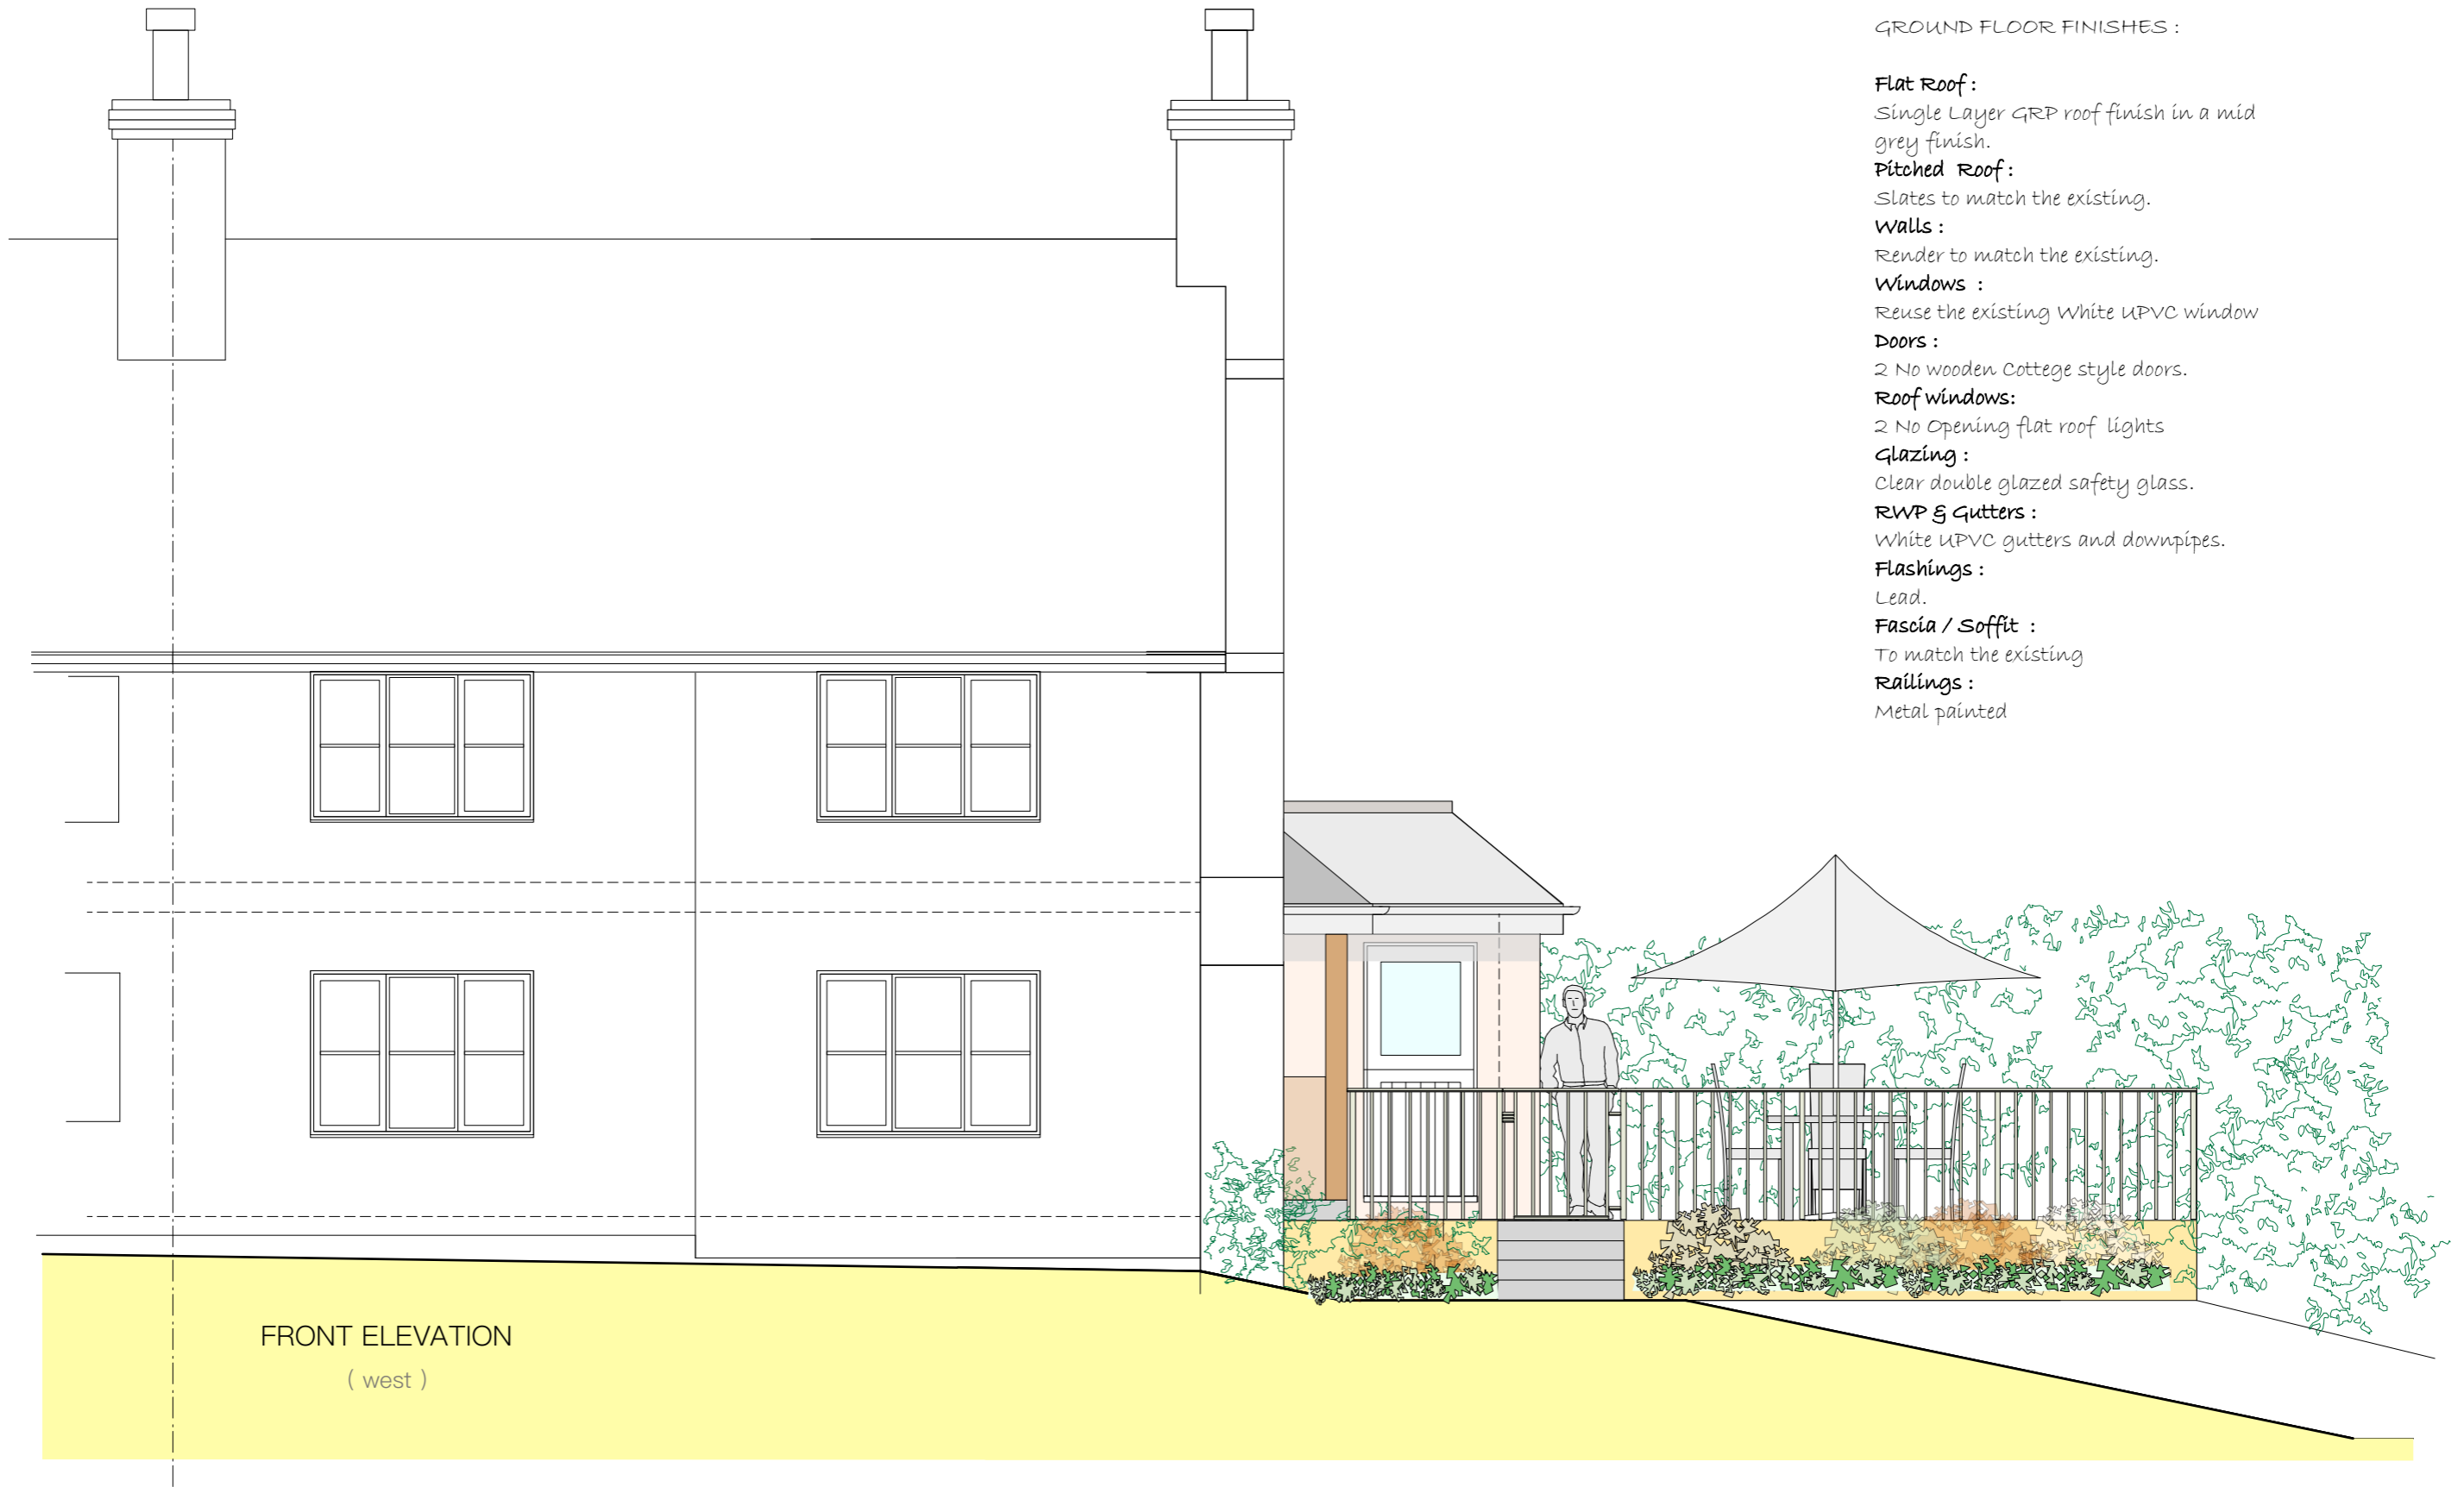 GROUND FLOOR FINISHES :
Flat Roof :
Single Layer GRP roof finish in a mid
grey finish.
Pitched Roof :
Slates to match the existing.
Walls :
Render to match the existing.
Windows :
Reuse the existing White UPVC window
Doors :
2 No wooden Cottege style doors.
Roof windows:
2 No Opening flat roof lights
Glazing :
Clear double glazed safety glass.
RWP & Gutters :
White UPVC gutters and downpipes.
Flashings :
Lead.
Fascia / Soffit :
To match the existing
Railings :
Metal painted
FRONT ELEVATION
( west )